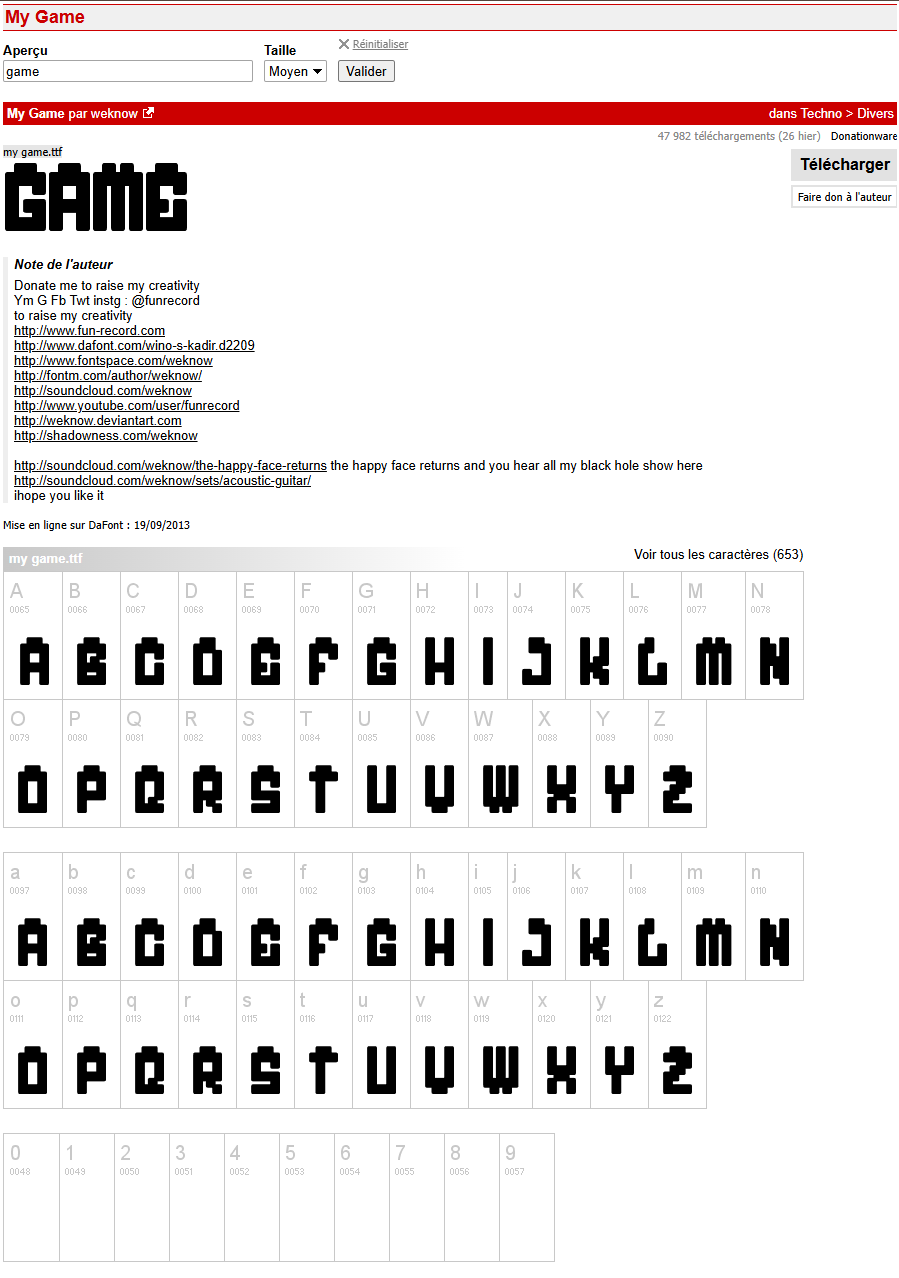 My Game
Aperçu
Taille
Réinitialiser
game
Moyen
Valider
My Game par weknow
dans Techno > Divers
47 982 téléchargements (26 hier) Donationware
my game.ttf
Télécharger
GAME
Faire don à l'auteur
Note de l'auteur
Donate me to raise my creativity
Ym G Fb Twt instg : @funrecord
to raise my creativity
http://www.fun-record.com
http://www.dafont.com/wino-s-kadir.d2209
http://www.fontspace.com/weknow
http://fontm.com/author/weknow/
http://soundcloud.com/weknow
http://www.youtube.com/user/funrecord
http://weknow.deviantart.com
http://shadowness.com/weknow
http://soundcloud.com/weknow/the-happy-face-returns the happy face returns and you hear all my black hole show here
http://soundcloud.com/weknow/sets/acoustic-guitar/
ihope you like it
Mise en ligne sur DaFont : 19/09/2013
my game.ttf
Voir tous les caractères (653)
A B C D E F G H I J K L M N
0065 0066 0067 0068 0069 0070 0071 0072 0073 0074 0075 0076 0077 0078
A B C D E F G H I J K L M N
O P Q R S T U V W X Y Z
0079 0080 0081 0082 0083 0084 0085 0086 0087 0088 0089 0090
O P Q R S T U V W X Y Z
a b c d e f g h i j k l m n
0097 0098 0099 0100 0101 0102 0103 0104 0105 0106 0107 0108 0109 0110
A B C D E F G H I J K L M N
o p q r s t u v w x y z
0111 0112 0113 0114 0115 0116 0117 0118 0119 0120 0121 0122
O P Q R S T U V W X Y Z
0 1 2 3 4 5 6 7 8 9
0048 0049 0050 0051 0052 0053 0054 0055 0056 0057